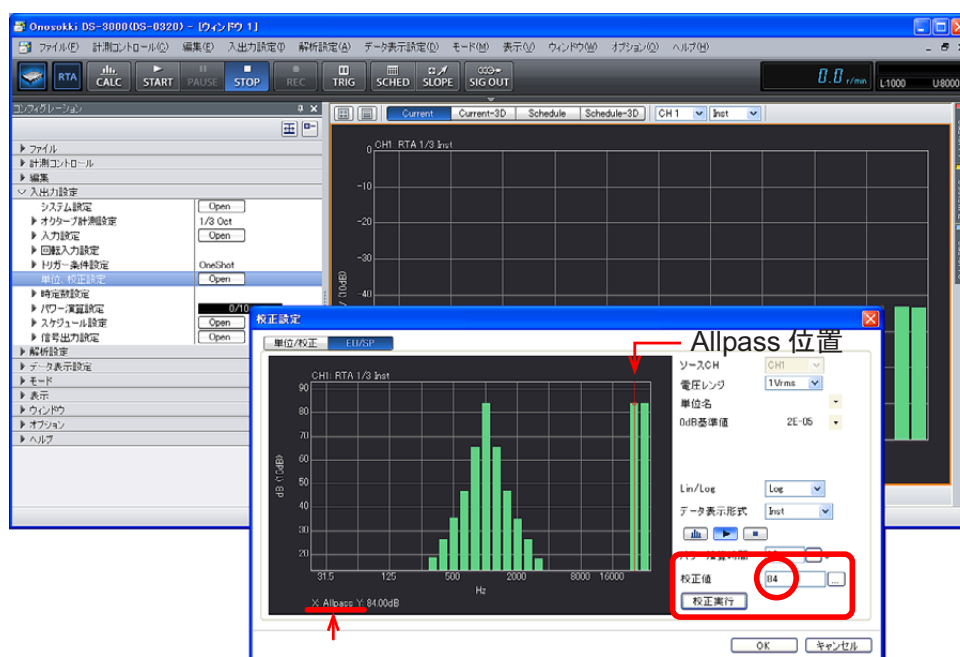 Onosokki DS-3000(DS-0320) - [ウィンドウ 1]
ファイル(F) 計測コントロール(C) 編集(E) 入出力設定(I) 解析設定(A) データ表示設定(D) モード(M) 表示(V) ウィンドウ(W) オプション(O) ヘルプ(H)
RTA CALC START PAUSE STOP REC TRIG SCHED SLOPE SIG OUT 0.0 r/min L1000 U8000
コンフィグレーション
Current Current-3D Schedule Schedule-3D CH 1 Inst
ファイル
計測コントロール
編集
入出力設定
システム設定 Open
オクターブ計測設定 1/3 Oct
入力設定 Open
回転入力設定
トリガー条件設定 OneShot
単位、校正設定 Open
時定数設定
パワー演算設定 0/10
スケジュール設定 Open
信号出力設定 Open
解析設定
データ表示設定
モード
表示
ウィンドウ
オプション
ヘルプ
CH1: RTA 1/3 Inst
0
-10
-20
-30
-40
(10dB)
校正設定
単位/校正 EU/SP
Allpass 位置
CH1: RTA 1/3 Inst
90
80
70
60
50
40
30
20
dB (10dB)
31.5 125 500 2000 8000 16000
Hz
X: Allpass Y: 84.00dB
ソースCH CH1
電圧レンジ 1Vrms
単位名
0dB基準値 2E-05
Lin/Log Log
データ表示形式 Inst
校正値 84 ...
校正実行
OK キャンセル